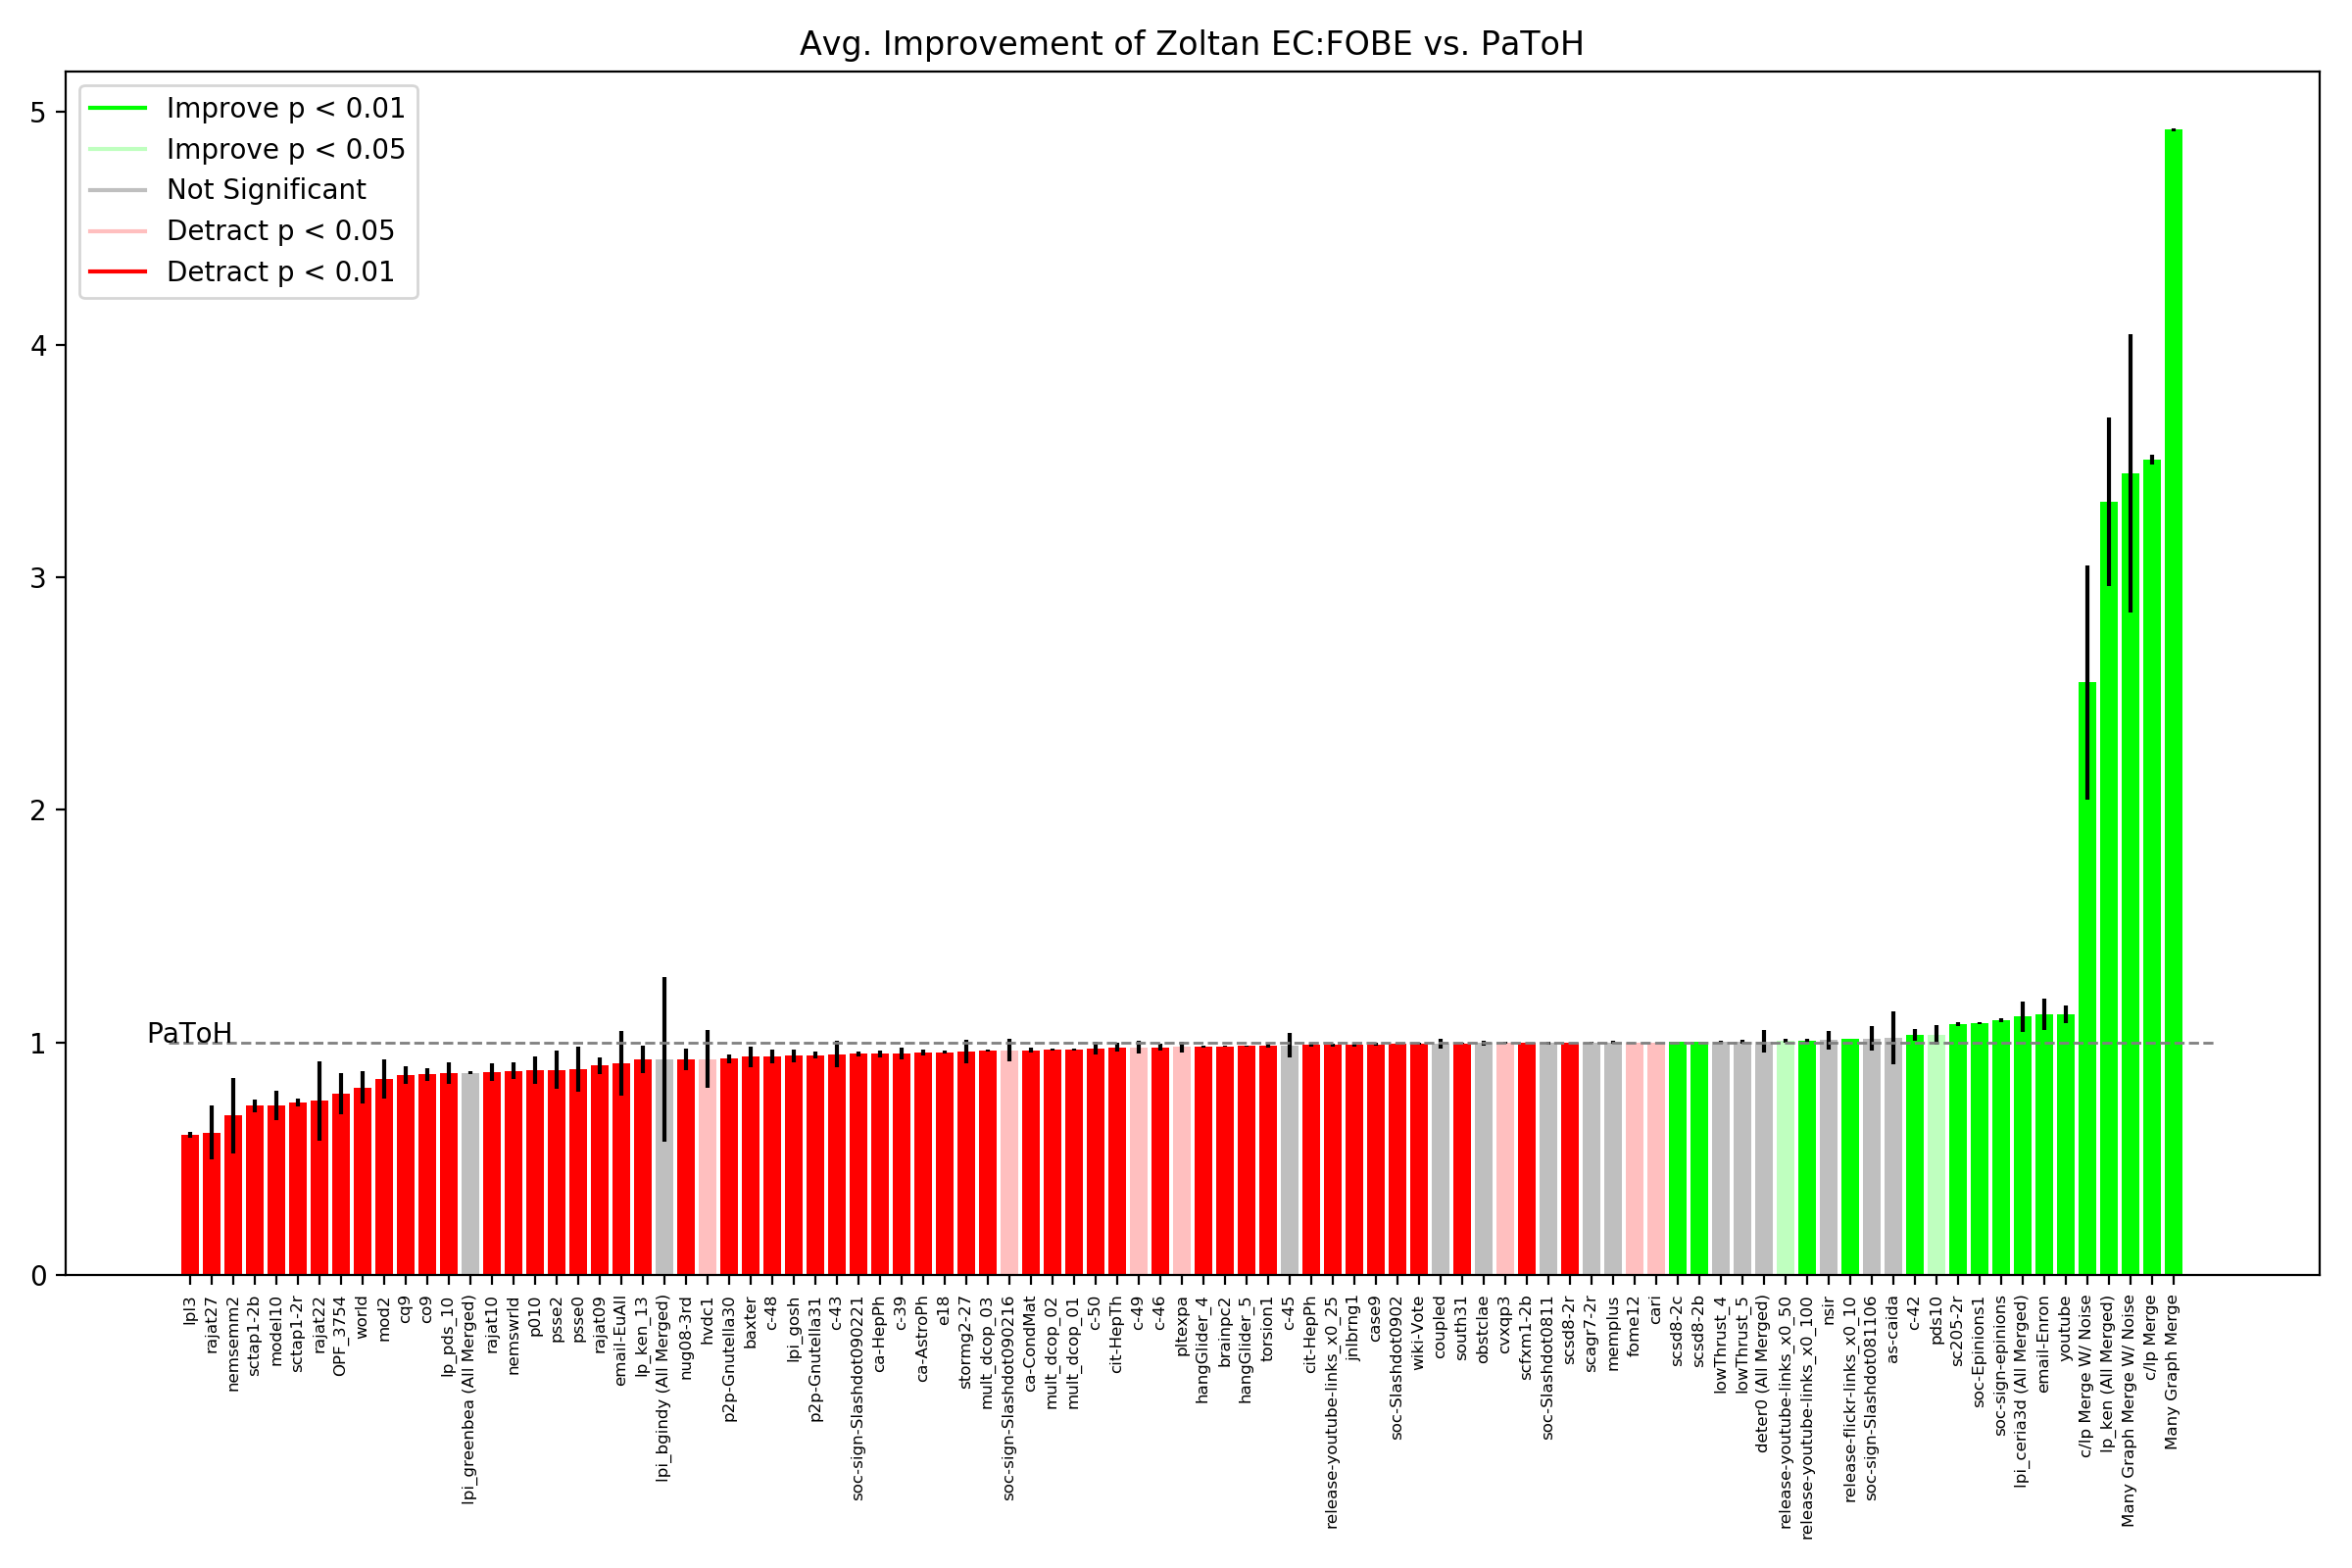 Avg. Improvement of Zoltan EC:FOBE vs. PaToH
5
4
3
2
1
0
Improve p < 0.01
Improve p < 0.05
Not Significant
Detract p < 0.05
Detract p < 0.01
PaToH
lpl3
rajat27
nemsemm2
sctap1-2b
model10
sctap1-2r
rajat22
OPF_3754
world
mod2
cq9
co9
lp_pds_10
lpi_greenbea (All Merged)
rajat10
nemswrld
p010
psse2
psse0
rajat09
email-EuAll
lp_ken_13
lpi_bgindy (All Merged)
nug08-3rd
hvdc1
p2p-Gnutella30
baxter
c-48
lpi_gosh
p2p-Gnutella31
c-43
soc-sign-Slashdot090221
ca-HepPh
c-39
ca-AstroPh
e18
stormg2-27
mult_dcop_03
soc-sign-Slashdot090216
ca-CondMat
mult_dcop_02
mult_dcop_01
c-50
cit-HepTh
c-49
c-46
pltexpa
hangGlider_4
brainpc2
hangGlider_5
torsion1
c-45
cit-HepPh
release-youtube-links_x0_25
jnlbrng1
case9
soc-Slashdot0902
wiki-Vote
coupled
south31
obstclae
cvxqp3
scfxm1-2b
soc-Slashdot0811
scsd8-2r
scagr7-2r
memplus
fome12
cari
scsd8-2c
scsd8-2b
lowThrust_4
lowThrust_5
deter0 (All Merged)
release-youtube-links_x0_50
release-youtube-links_x0_100
nsir
release-flickr-links_x0_10
soc-sign-Slashdot081106
as-caida
c-42
pds10
sc205-2r
soc-Epinions1
soc-sign-epinions
lpi_ceria3d (All Merged)
email-Enron
youtube
c/lp Merge W/ Noise
lp_ken (All Merged)
Many Graph Merge W/ Noise
c/lp Merge
Many Graph Merge